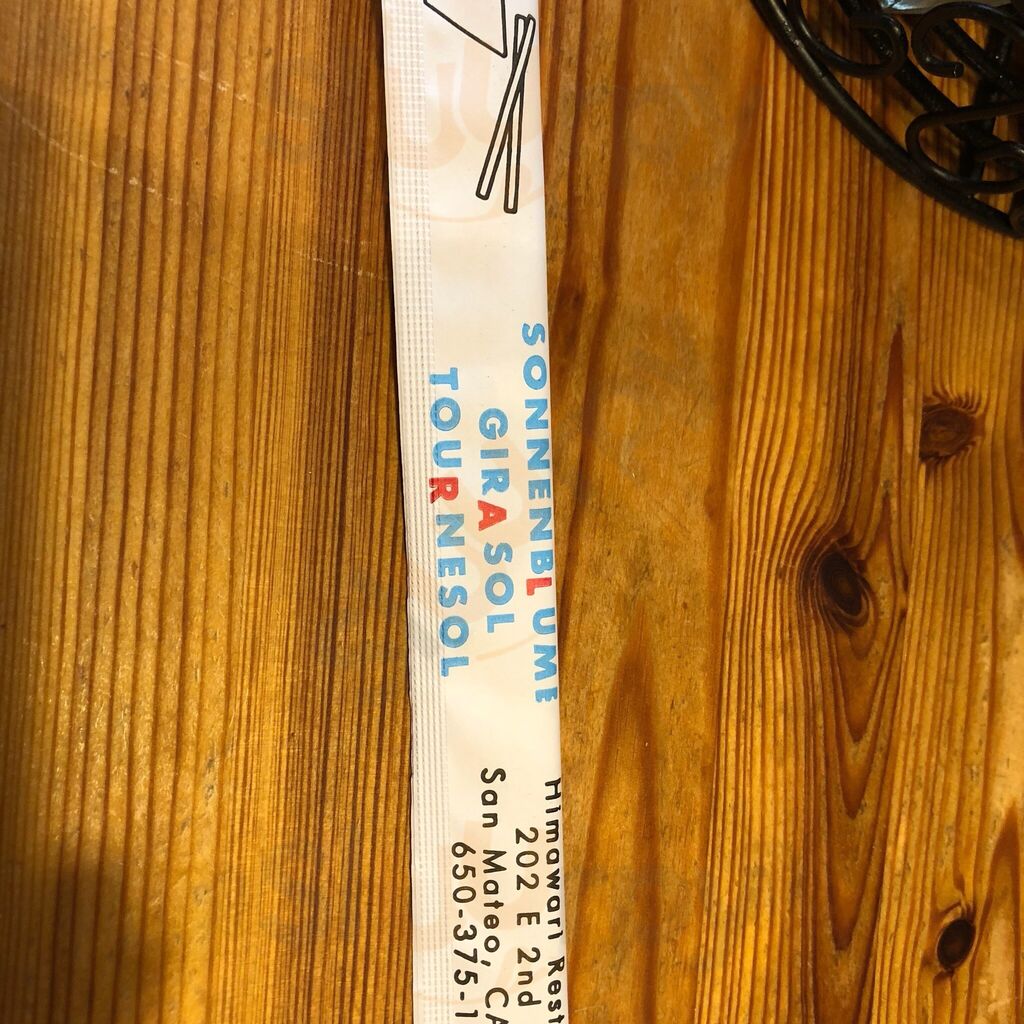 SONNENBLUME
GIRASOL
TOURNESOL
Himawari Rest
202 E 2nd
San Mateo, CA
650-375-1